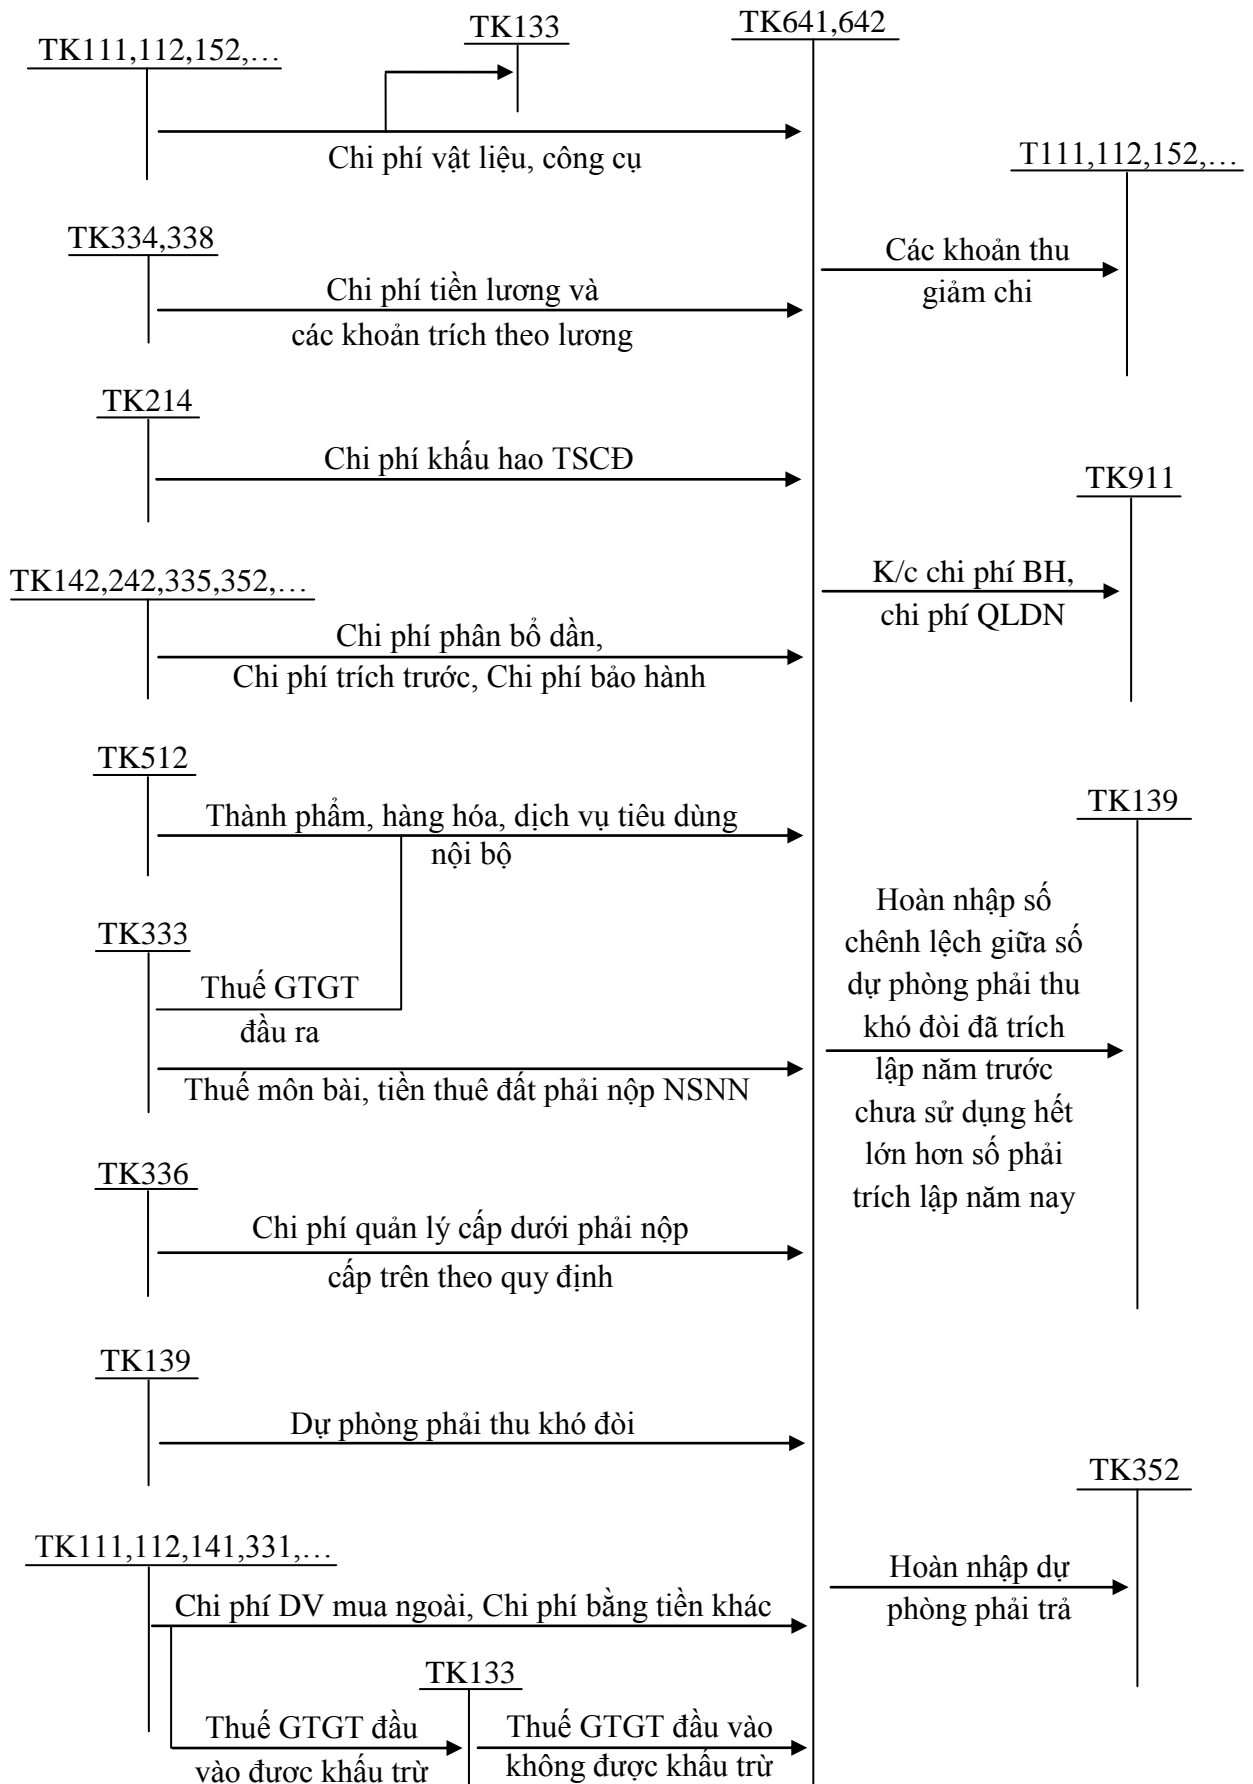 TK133
TK641,642
TK111,112,152,…
Chi phí vật liệu, công cụ
T111,112,152,…
TK334,338
Các khoản thu
giảm chi
Chi phí tiền lương và
các khoản trích theo lương
TK214
Chi phí khấu hao TSCĐ
TK911
TK142,242,335,352,…
K/c chi phí BH,
chi phí QLDN
Chi phí phân bổ dần,
Chi phí trích trước, Chi phí bảo hành
TK512
Thành phẩm, hàng hóa, dịch vụ tiêu dùng
nội bộ
TK139
TK333
Thuế GTGT
đầu ra
Thuế môn bài, tiền thuê đất phải nộp NSNN
Hoàn nhập số
chênh lệch giữa số
dự phòng phải thu
khó đòi đã trích
lập năm trước
chưa sử dụng hết
lớn hơn số phải
trích lập năm nay
TK336
Chi phí quản lý cấp dưới phải nộp
cấp trên theo quy định
TK139
Dự phòng phải thu khó đòi
TK352
TK111,112,141,331,…
Hoàn nhập dự
phòng phải trả
Chi phí DV mua ngoài, Chi phí bằng tiền khác
TK133
Thuế GTGT đầu
vào được khấu trừ
Thuế GTGT đầu vào
không được khấu trừ